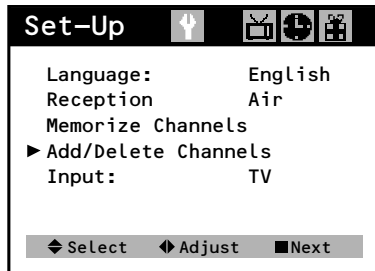 Set-Up
Language: English
Reception Air
Memorize Channels
Add/Delete Channels
Input: TV
Select Adjust Next